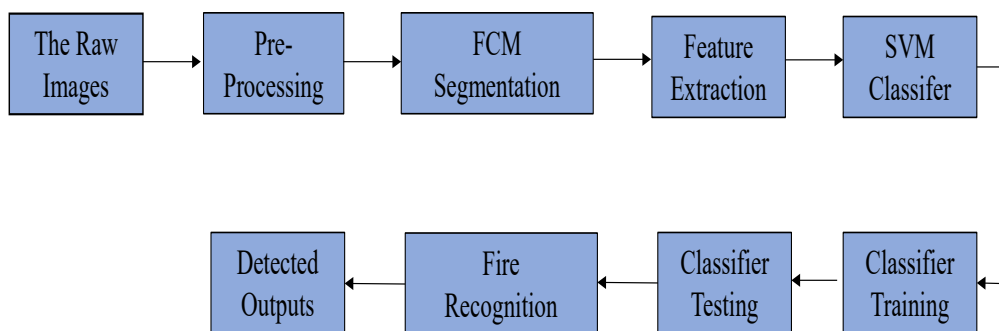 The Raw
Images
Pre-
Processing
FCM
Segmentation
Feature
Extraction
SVM
Classifer
Detected
Outputs
Fire
Recognition
Classifier
Testing
Classifier
Training